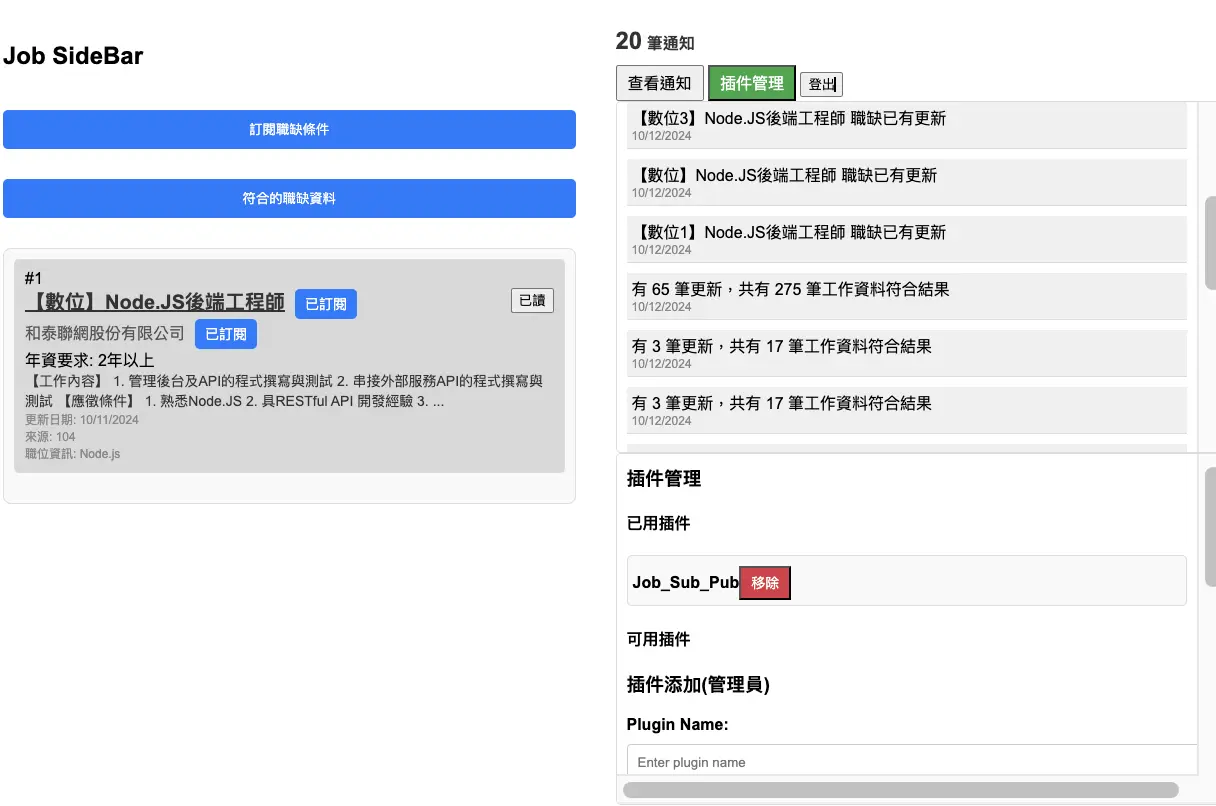 Job SideBar
訂閱職缺條件
符合的職缺資料
#1
【數位】Node.JS後端工程師 已訂閱 已讀
和泰聯網股份有限公司 已訂閱
年資要求: 2年以上
【工作內容】 1. 管理後台及API的程式撰寫與測試 2. 串接外部服務API的程式撰寫與
測試 【應徵條件】 1. 熟悉Node.JS 2. 具RESTful API 開發經驗 3. ...
更新日期: 10/11/2024
來源: 104
職位資訊: Node.js
20 筆通知
查看通知 插件管理 登出
【數位3】Node.JS後端工程師 職缺已有更新
10/12/2024
【數位】Node.JS後端工程師 職缺已有更新
10/12/2024
【數位1】Node.JS後端工程師 職缺已有更新
10/12/2024
有 65 筆更新，共有 275 筆工作資料符合結果
10/12/2024
有 3 筆更新，共有 17 筆工作資料符合結果
10/12/2024
有 3 筆更新，共有 17 筆工作資料符合結果
10/12/2024
插件管理
已用插件
Job_Sub_Pub 移除
可用插件
插件添加(管理員)
Plugin Name:
Enter plugin name